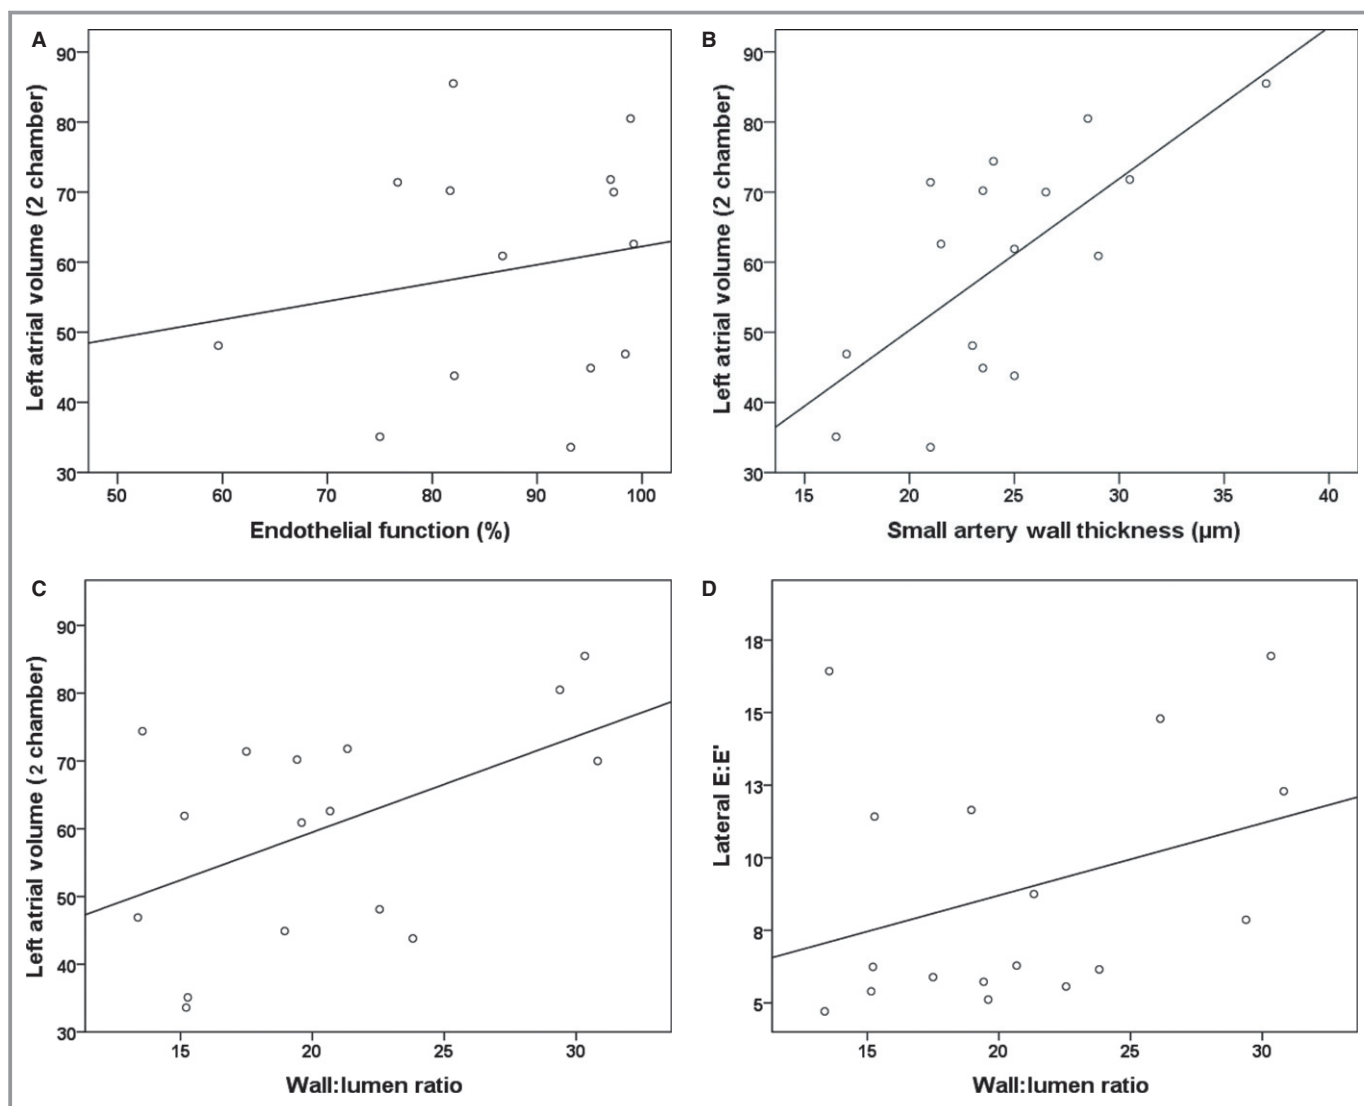 A
90
80
70
60
50
40
30
Left atrial volume (2 chamber)
50 60 70 80 90 100
Endothelial function (%)
B
90
80
70
60
50
40
30
Left atrial volume (2 chamber)
15 20 25 30 35 40
Small artery wall thickness (µm)
C
90
80
70
60
50
40
30
Left atrial volume (2 chamber)
15 20 25 30
Wall:lumen ratio
D
18
15
13
10
8
5
Lateral E:E'
15 20 25 30
Wall:lumen ratio